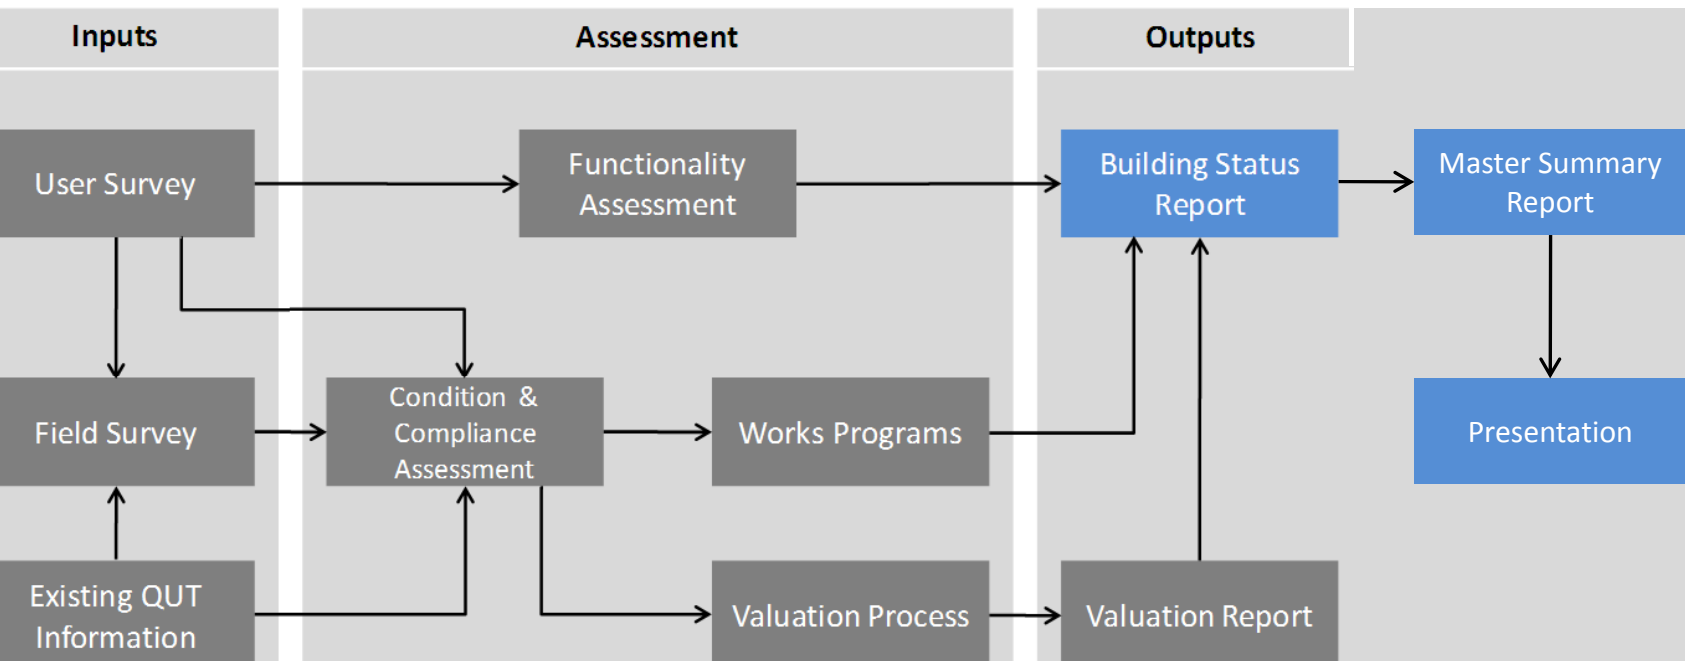 Inputs
Assessment
Outputs
User Survey
Functionality
Assessment
Building Status
Report
Master Summary
Report
Field Survey
Condition & 
Compliance
Assessment
Works Programs
Presentation
Existing QUT
Information
Valuation Process
Valuation Report